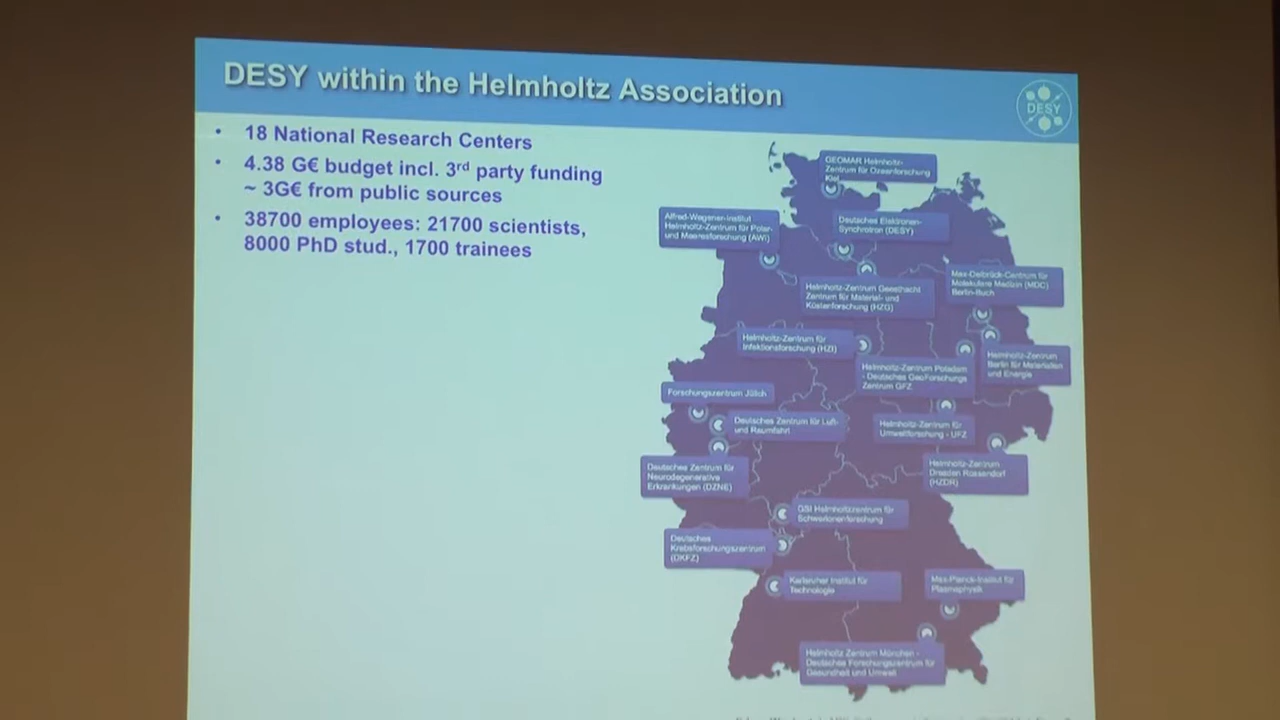 DESY within the Helmholtz Association
DESY
• 18 National Research Centers
• 4.38 G€ budget incl. 3rd party funding
~ 3G€ from public sources
• 38700 employees: 21700 scientists,
8000 PhD stud., 1700 trainees
GEOMAR Helmholtz-
Zentrum für Ozeanforschung
Kiel
Alfred-Wegener-Institut
Helmholtz-Zentrum für Polar-
und Meeresforschung (AWI)
Deutsches Elektronen-
Synchrotron (DESY)
Max-Delbrück-Centrum für
Molekulare Medizin (MDC)
Berlin-Buch
Helmholtz-Zentrum Geesthacht
Zentrum für Material- und
Küstenforschung (HZG)
Helmholtz-Zentrum für
Infektionsforschung (HZI)
Helmholtz-Zentrum
Berlin für Materialien
und Energie
Helmholtz-Zentrum Potsdam
- Deutsches GeoForschungs
Zentrum GFZ
Forschungszentrum Jülich
Deutsches Zentrum für Luft-
und Raumfahrt
Helmholtz-Zentrum für
Umweltforschung - UFZ
Deutsches Zentrum für
Neurodegenerative
Erkrankungen (DZNE)
Helmholtz-Zentrum
Dresden Rossendorf
(HZDR)
GSI Helmholtzzentrum für
Schwerionenforschung
Deutsches
Krebsforschungszentrum
(DKFZ)
Karlsruher Institut für
Technologie
Max-Planck-Institut für
Plasmaphysik
Helmholtz Zentrum München -
Deutsches Forschungszentrum für
Gesundheit und Umwelt